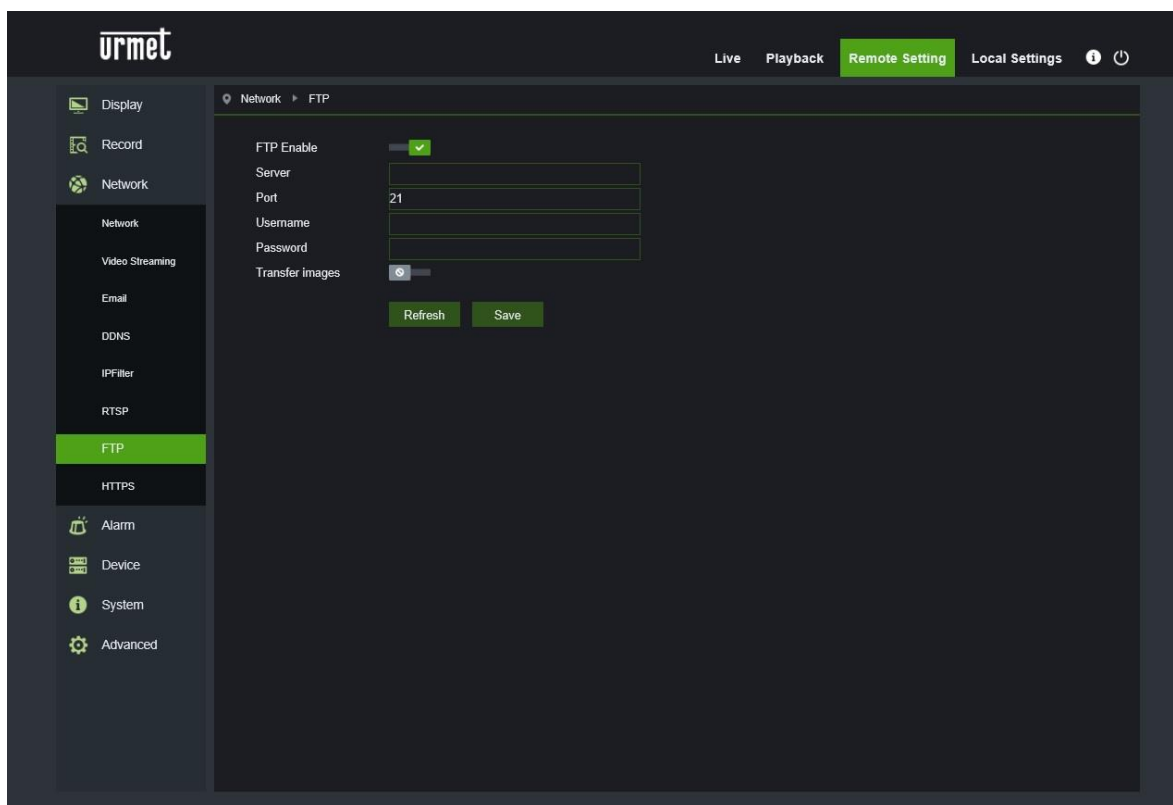 urmet
Live Playback Remote Setting Local Settings
Display
Record
Network
Network
Video Streaming
Email
DDNS
IPFilter
RTSP
FTP
HTTPS
Alarm
Device
System
Advanced
Network FTP
FTP Enable
Server
Port 21
Username
Password
Transfer images
Refresh Save